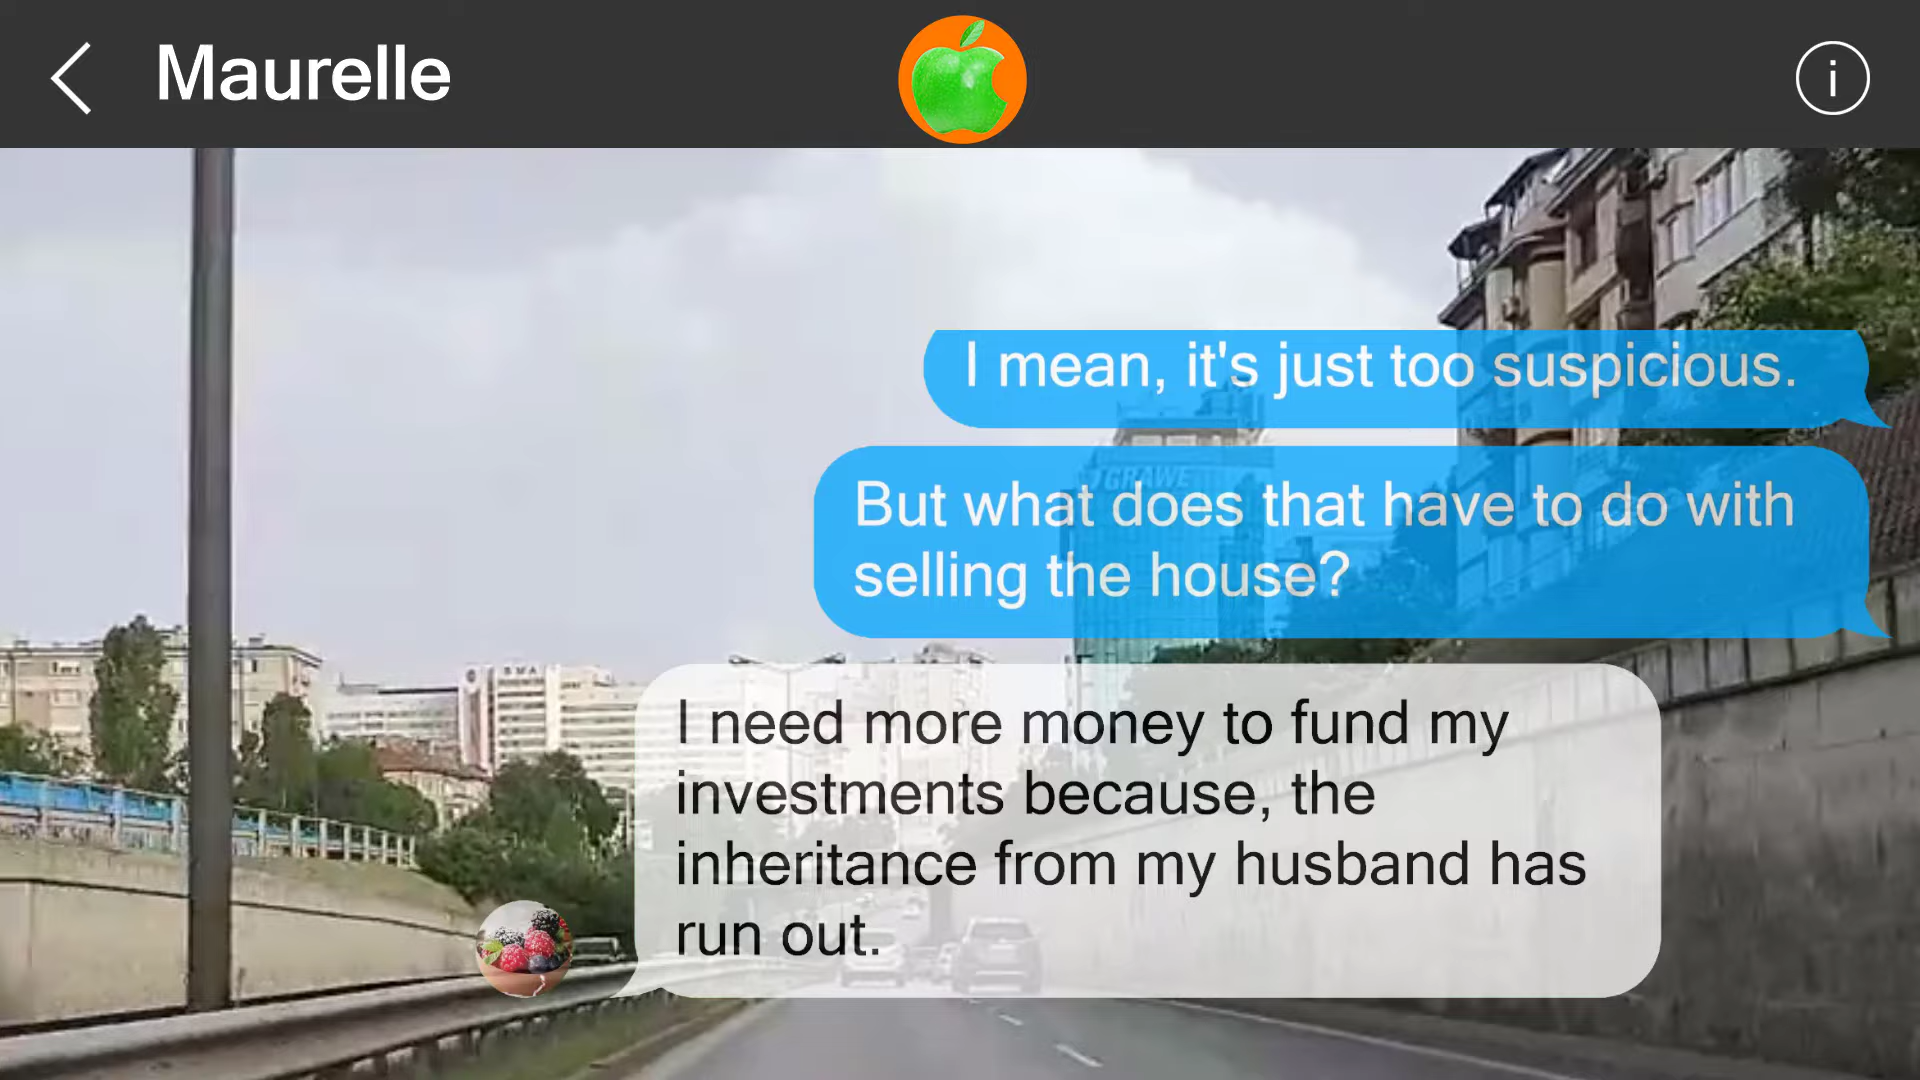 Maurelle
i
I mean, it's just too suspicious.
GRAWE
But what does that have to do with
selling the house?
I need more money to fund my
investments because, the
inheritance from my husband has
run out.